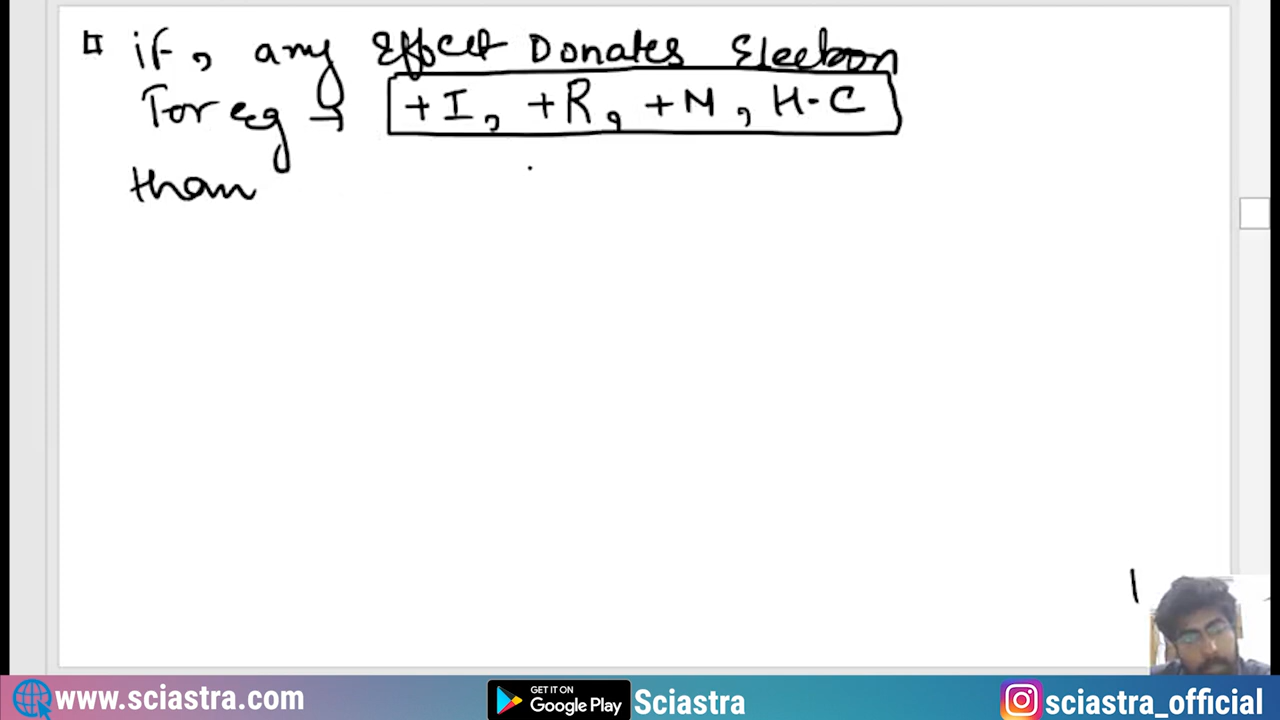 if, any Effect Donates Electron
For eg → +I, +R, +M, H·C
than
www.sciastra.com
GET IT ON
Google Play
Sciastra
sciastra_official